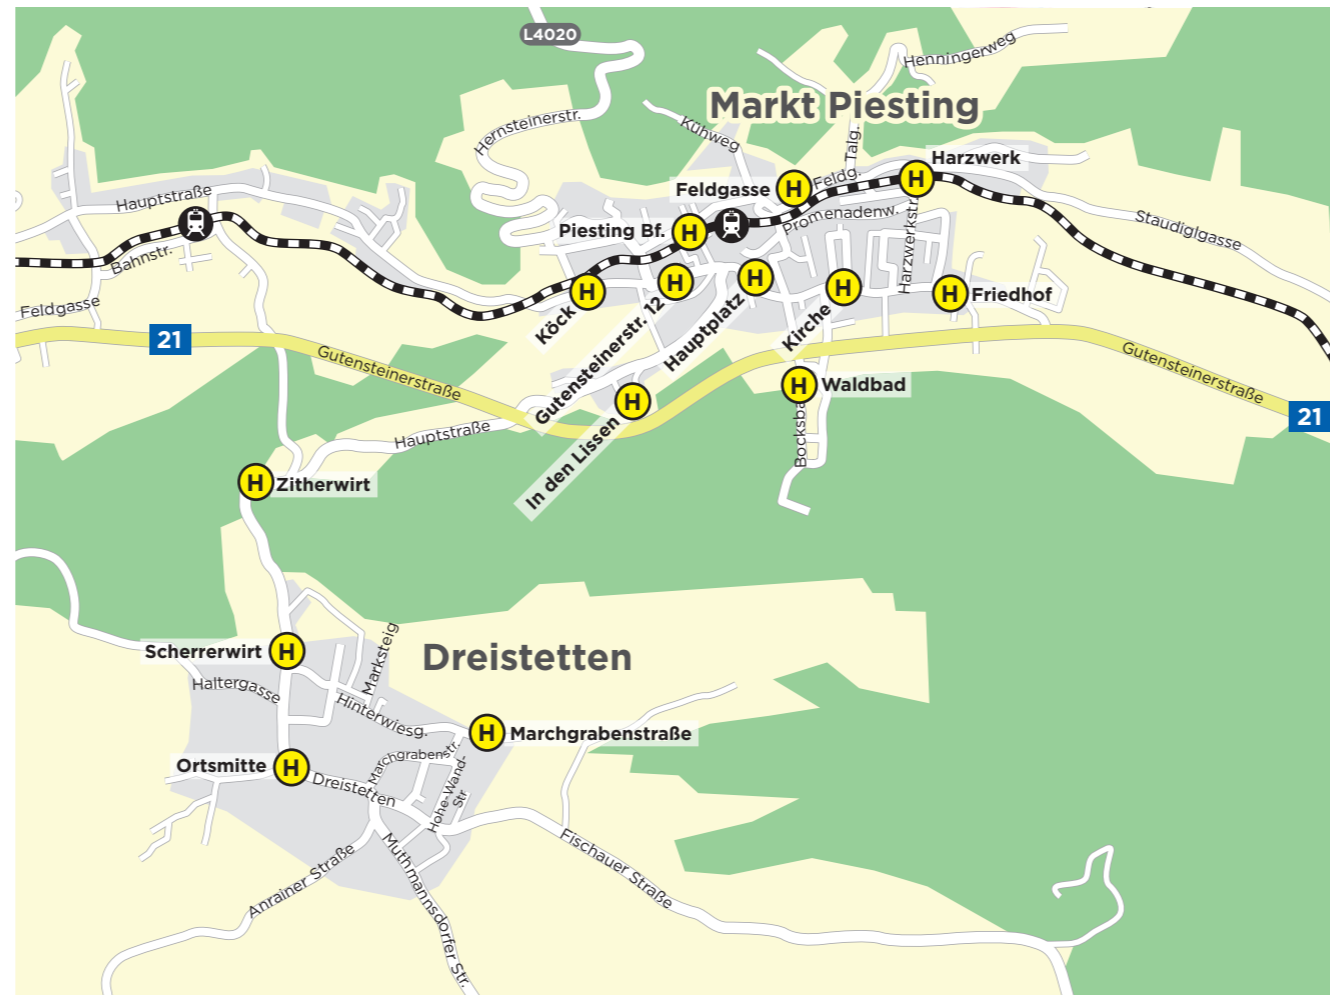 L4020
Henningerweg
Markt Piesting
Hernsteinerstr.
Kühweg
Talg.
Harzwerk
H
Feldgasse
H
Feldg.
Hauptstraße
Promenadenw.
Harzwerkstr.
Staudiglgasse
Piesting Bf.
H
Bahnstr.
Feldgasse
Köck
H
Gutensteinerstr. 12
H
Hauptplatz
H
Kirche
H
H
Friedhof
21
Gutensteinerstraße
Gutensteinerstraße
21
In den Lissen
H
H
Waldbad
Bocksba
Hauptstraße
H
Zitherwirt
Scherrerwirt
H
Dreistetten
Marksteig
Haltergasse
Hinterwiesg.
H
Marchgrabenstraße
Marchgrabenstr.
Hohe-Wand-
Str
Ortsmitte
H
Dreistetten
Fischauer Straße
Anrainer Straße
Muthmannsdorfer Str.